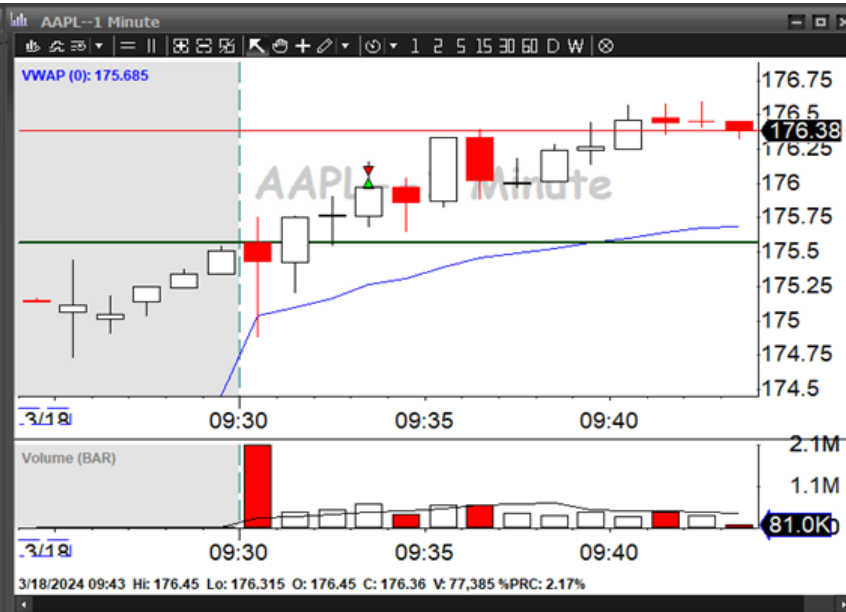 AAPL--1 Minute
1 2 5 15 30 60 D W
VWAP (0): 175.685
AAPL--1 Minute
176.75
176.5
176.38
176.25
176
175.75
175.5
175.25
175
174.75
174.5
3/18 09:30 09:35 09:40
Volume (BAR)
2.1M
1.1M
81.0K
3/18 09:30 09:35 09:40
3/18/2024 09:43 Hi: 176.45 Lo: 176.315 O: 176.45 C: 176.36 V: 77,385 %PRC: 2.17%